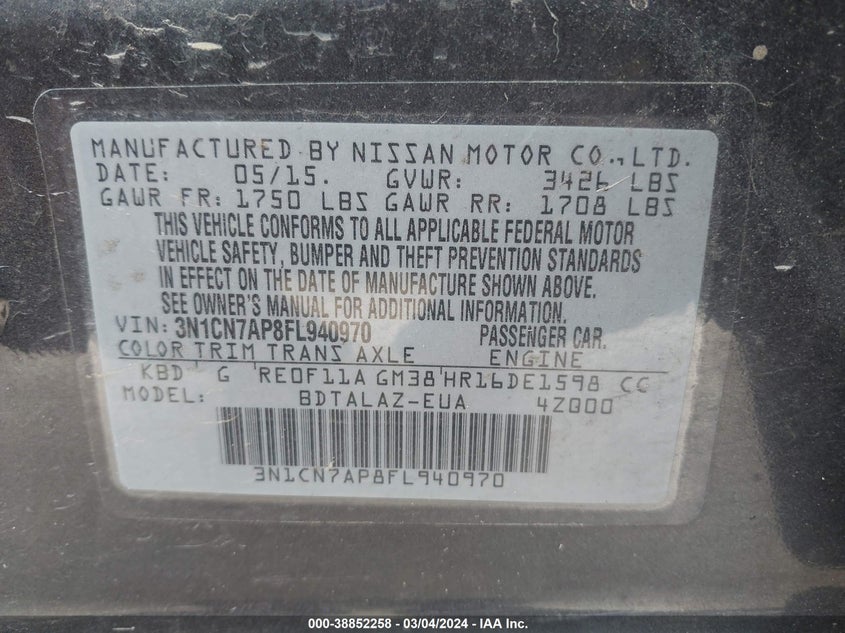 MANUFACTURED BY NISSAN MOTOR CO., LTD.
DATE: 05/15. GVWR: 3426 LBS
GAWR FR: 1750 LBS GAWR RR: 1708 LBS
THIS VEHICLE CONFORMS TO ALL APPLICABLE FEDERAL MOTOR
VEHICLE SAFETY, BUMPER AND THEFT PREVENTION STANDARDS
IN EFFECT ON THE DATE OF MANUFACTURE SHOWN ABOVE.
SEE OWNER'S MANUAL FOR ADDITIONAL INFORMATION.
VIN: 3N1CN7AP8FL940970 PASSENGER CAR.
COLOR TRIM TRANS AXLE ENGINE
KBD G RE0F11A GM38 HR16DE1598 CC
MODEL: BDTALAZ-EUA 4Z000
3N1CN7AP8FL940970
000-38852258 - 03/04/2024 - IAA Inc.